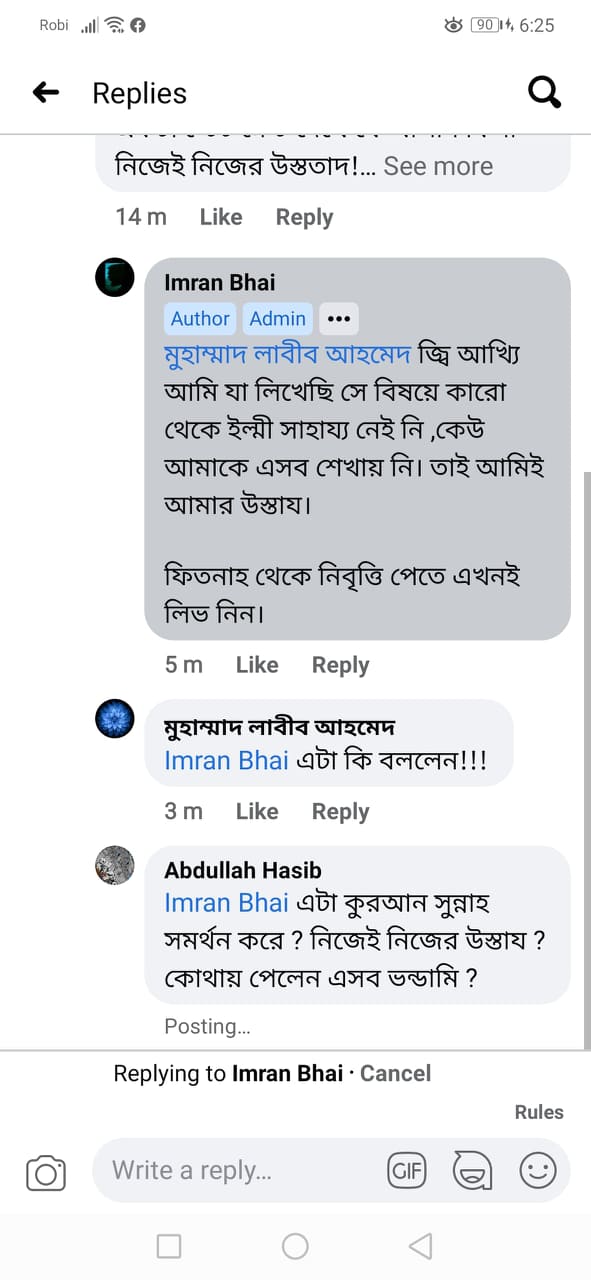 Robi 90 6:25
Replies
নিজেই নিজের উস্ততাদ!... See more
14 m Like Reply
Imran Bhai
Author Admin •••
মুহাম্মাদ লাবীব আহমেদ জ্বি আখ্যি
আমি যা লিখেছি সে বিষয়ে কারো
থেকে ইল্মী সাহায্য নেই নি ,কেউ
আমাকে এসব শেখায় নি। তাই আমিই
আমার উস্তায।
ফিতনাহ থেকে নিবৃত্তি পেতে এখনই
লিভ নিন।
5 m Like Reply
মুহাম্মাদ লাবীব আহমেদ
Imran Bhai এটা কি বললেন!!!
3 m Like Reply
Abdullah Hasib
Imran Bhai এটা কুরআন সুন্নাহ
সমর্থন করে ? নিজেই নিজের উস্তায ?
কোথায় পেলেন এসব ভন্ডামি ?
Posting...
Replying to Imran Bhai · Cancel
Rules
Write a reply...
GIF